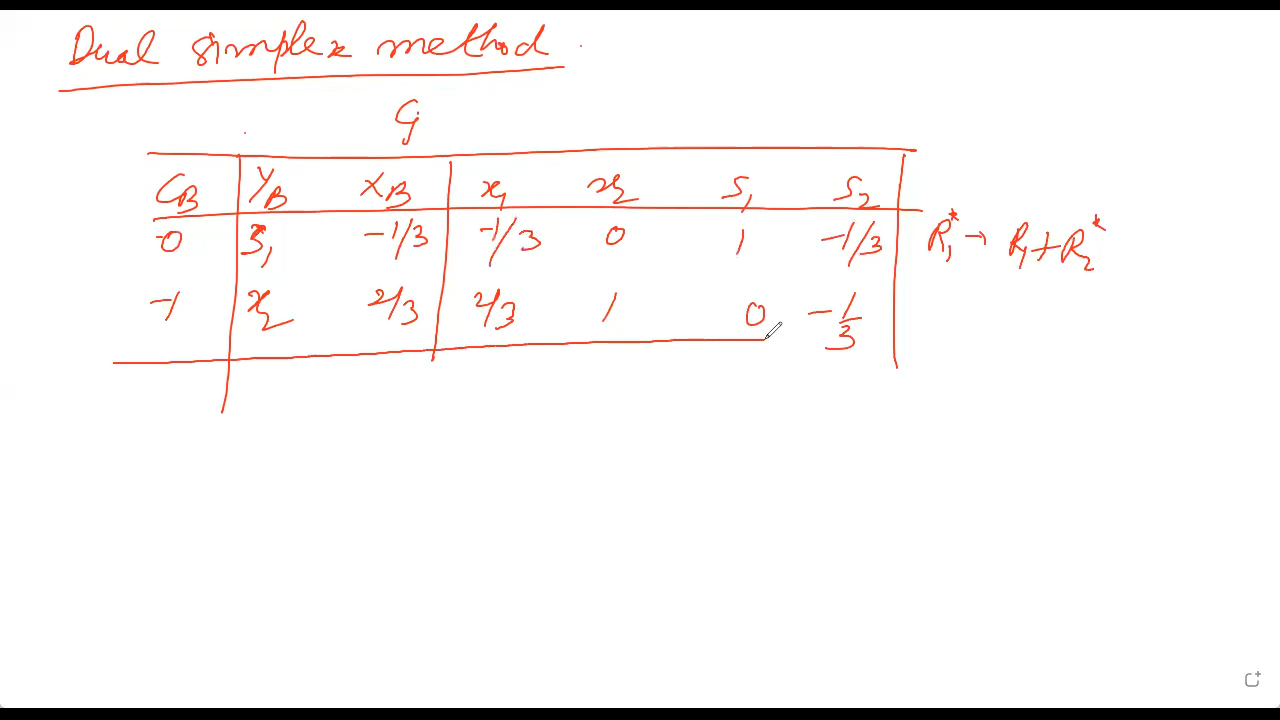 Dual simplex method
Cj
CB YB XB x1 x2 s1 s2
0 s1 -1/3 -1/3 0 1 -1/3 R1* → R1+R2*
-1 x2 2/3 2/3 1 0 -1/3